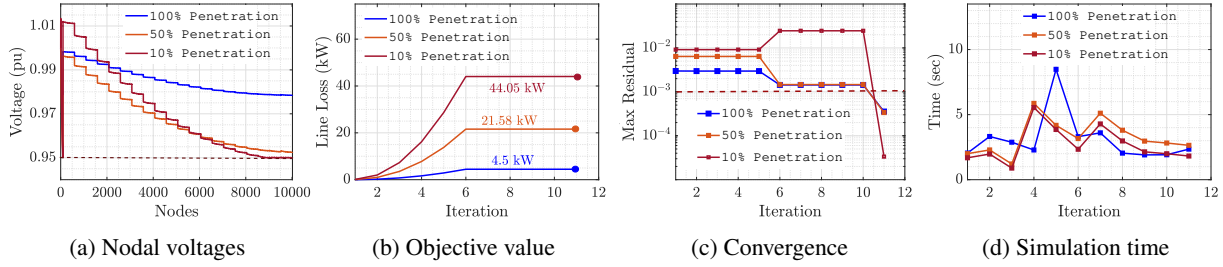 100% Penetration
50% Penetration
10% Penetration
Voltage (pu)
1.01
0.99
0.97
0.95
0 2000 4000 6000 8000 10000
Nodes
(a) Nodal voltages
100% Penetration
50% Penetration
10% Penetration
Line Loss (kW)
60
40
20
0
44.05 kW
21.58 kW
4.5 kW
2 4 6 8 10 12
Iteration
(b) Objective value
Max Residual
10⁻²
10⁻³
10⁻⁴
100% Penetration
50% Penetration
10% Penetration
2 4 6 8 10 12
Iteration
(c) Convergence
100% Penetration
50% Penetration
10% Penetration
Time (sec)
10
5
0
2 4 6 8 10 12
Iteration
(d) Simulation time